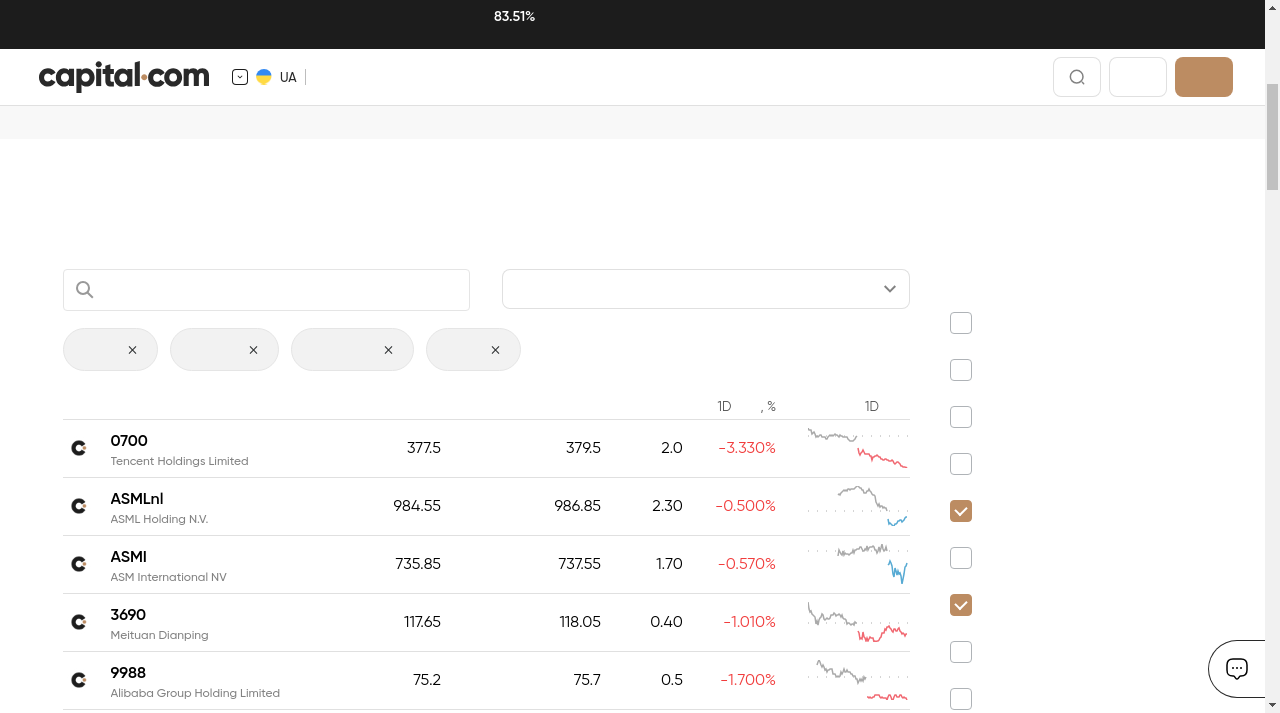 83.51%
capital.com
UA
1D , % 1D
0700 377.5 379.5 2.0 -3.330%
Tencent Holdings Limited
ASMLnl 984.55 986.85 2.30 -0.500%
ASML Holding N.V.
ASMI 735.85 737.55 1.70 -0.570%
ASM International NV
3690 117.65 118.05 0.40 -1.010%
Meituan Dianping
9988 75.2 75.7 0.5 -1.700%
Alibaba Group Holding Limited